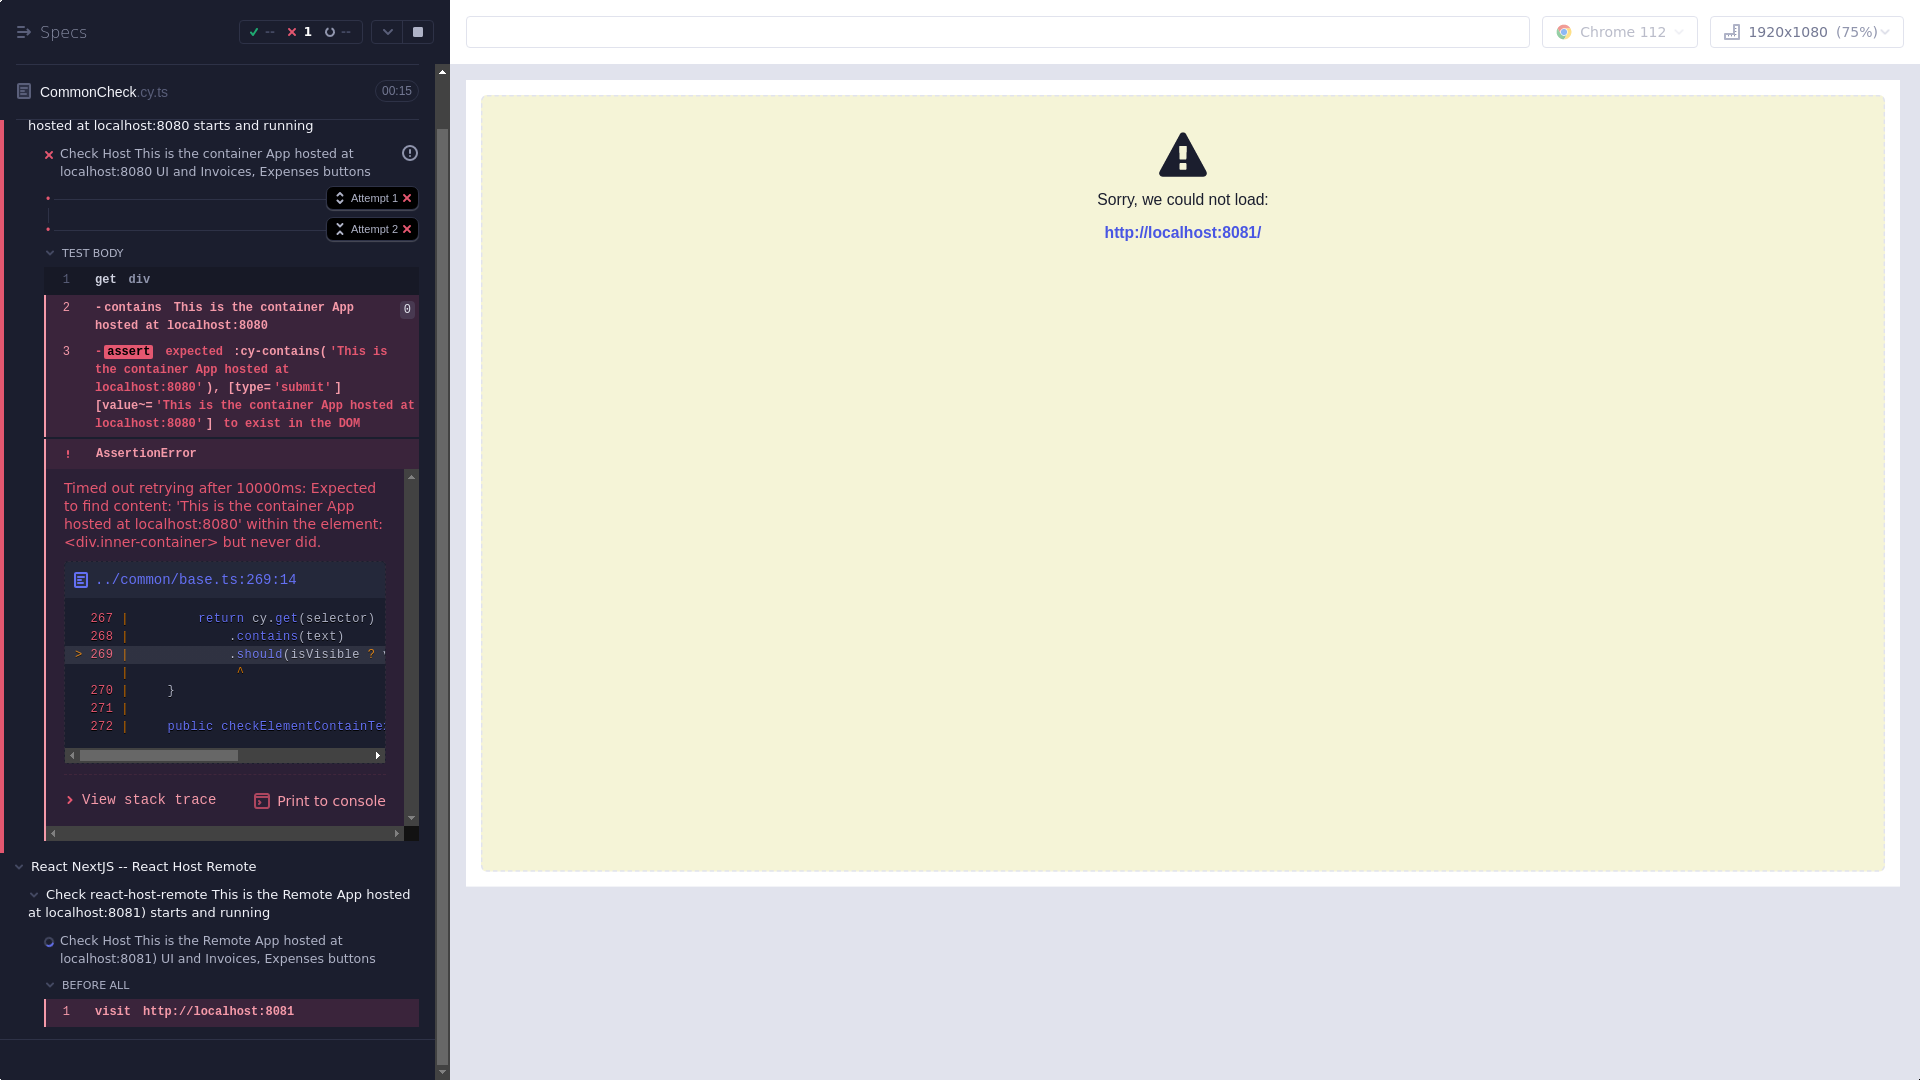 Specs
--
1
--
CommonCheck.cy.ts
00:15
hosted at localhost:8080 starts and running
Check Host This is the container App hosted at
localhost:8080 UI and Invoices, Expenses buttons
Attempt 1
Attempt 2
TEST BODY
1 get div
2 -contains This is the container App
hosted at localhost:8080
0
3 -assert expected :cy-contains('This is
the container App hosted at
localhost:8080'), [type='submit']
[value~='This is the container App hosted at
localhost:8080'] to exist in the DOM
! AssertionError
Timed out retrying after 10000ms: Expected
to find content: 'This is the container App
hosted at localhost:8080' within the element:
<div.inner-container> but never did.
../common/base.ts:269:14
267 | return cy.get(selector)
268 | .contains(text)
> 269 | .should(isVisible ?
| ^
270 | }
271 |
272 | public checkElementContainTe
View stack trace
Print to console
React NextJS -- React Host Remote
Check react-host-remote This is the Remote App hosted
at localhost:8081) starts and running
Check Host This is the Remote App hosted at
localhost:8081) UI and Invoices, Expenses buttons
BEFORE ALL
1 visit http://localhost:8081
Chrome 112
1920x1080 (75%)
Sorry, we could not load:
http://localhost:8081/